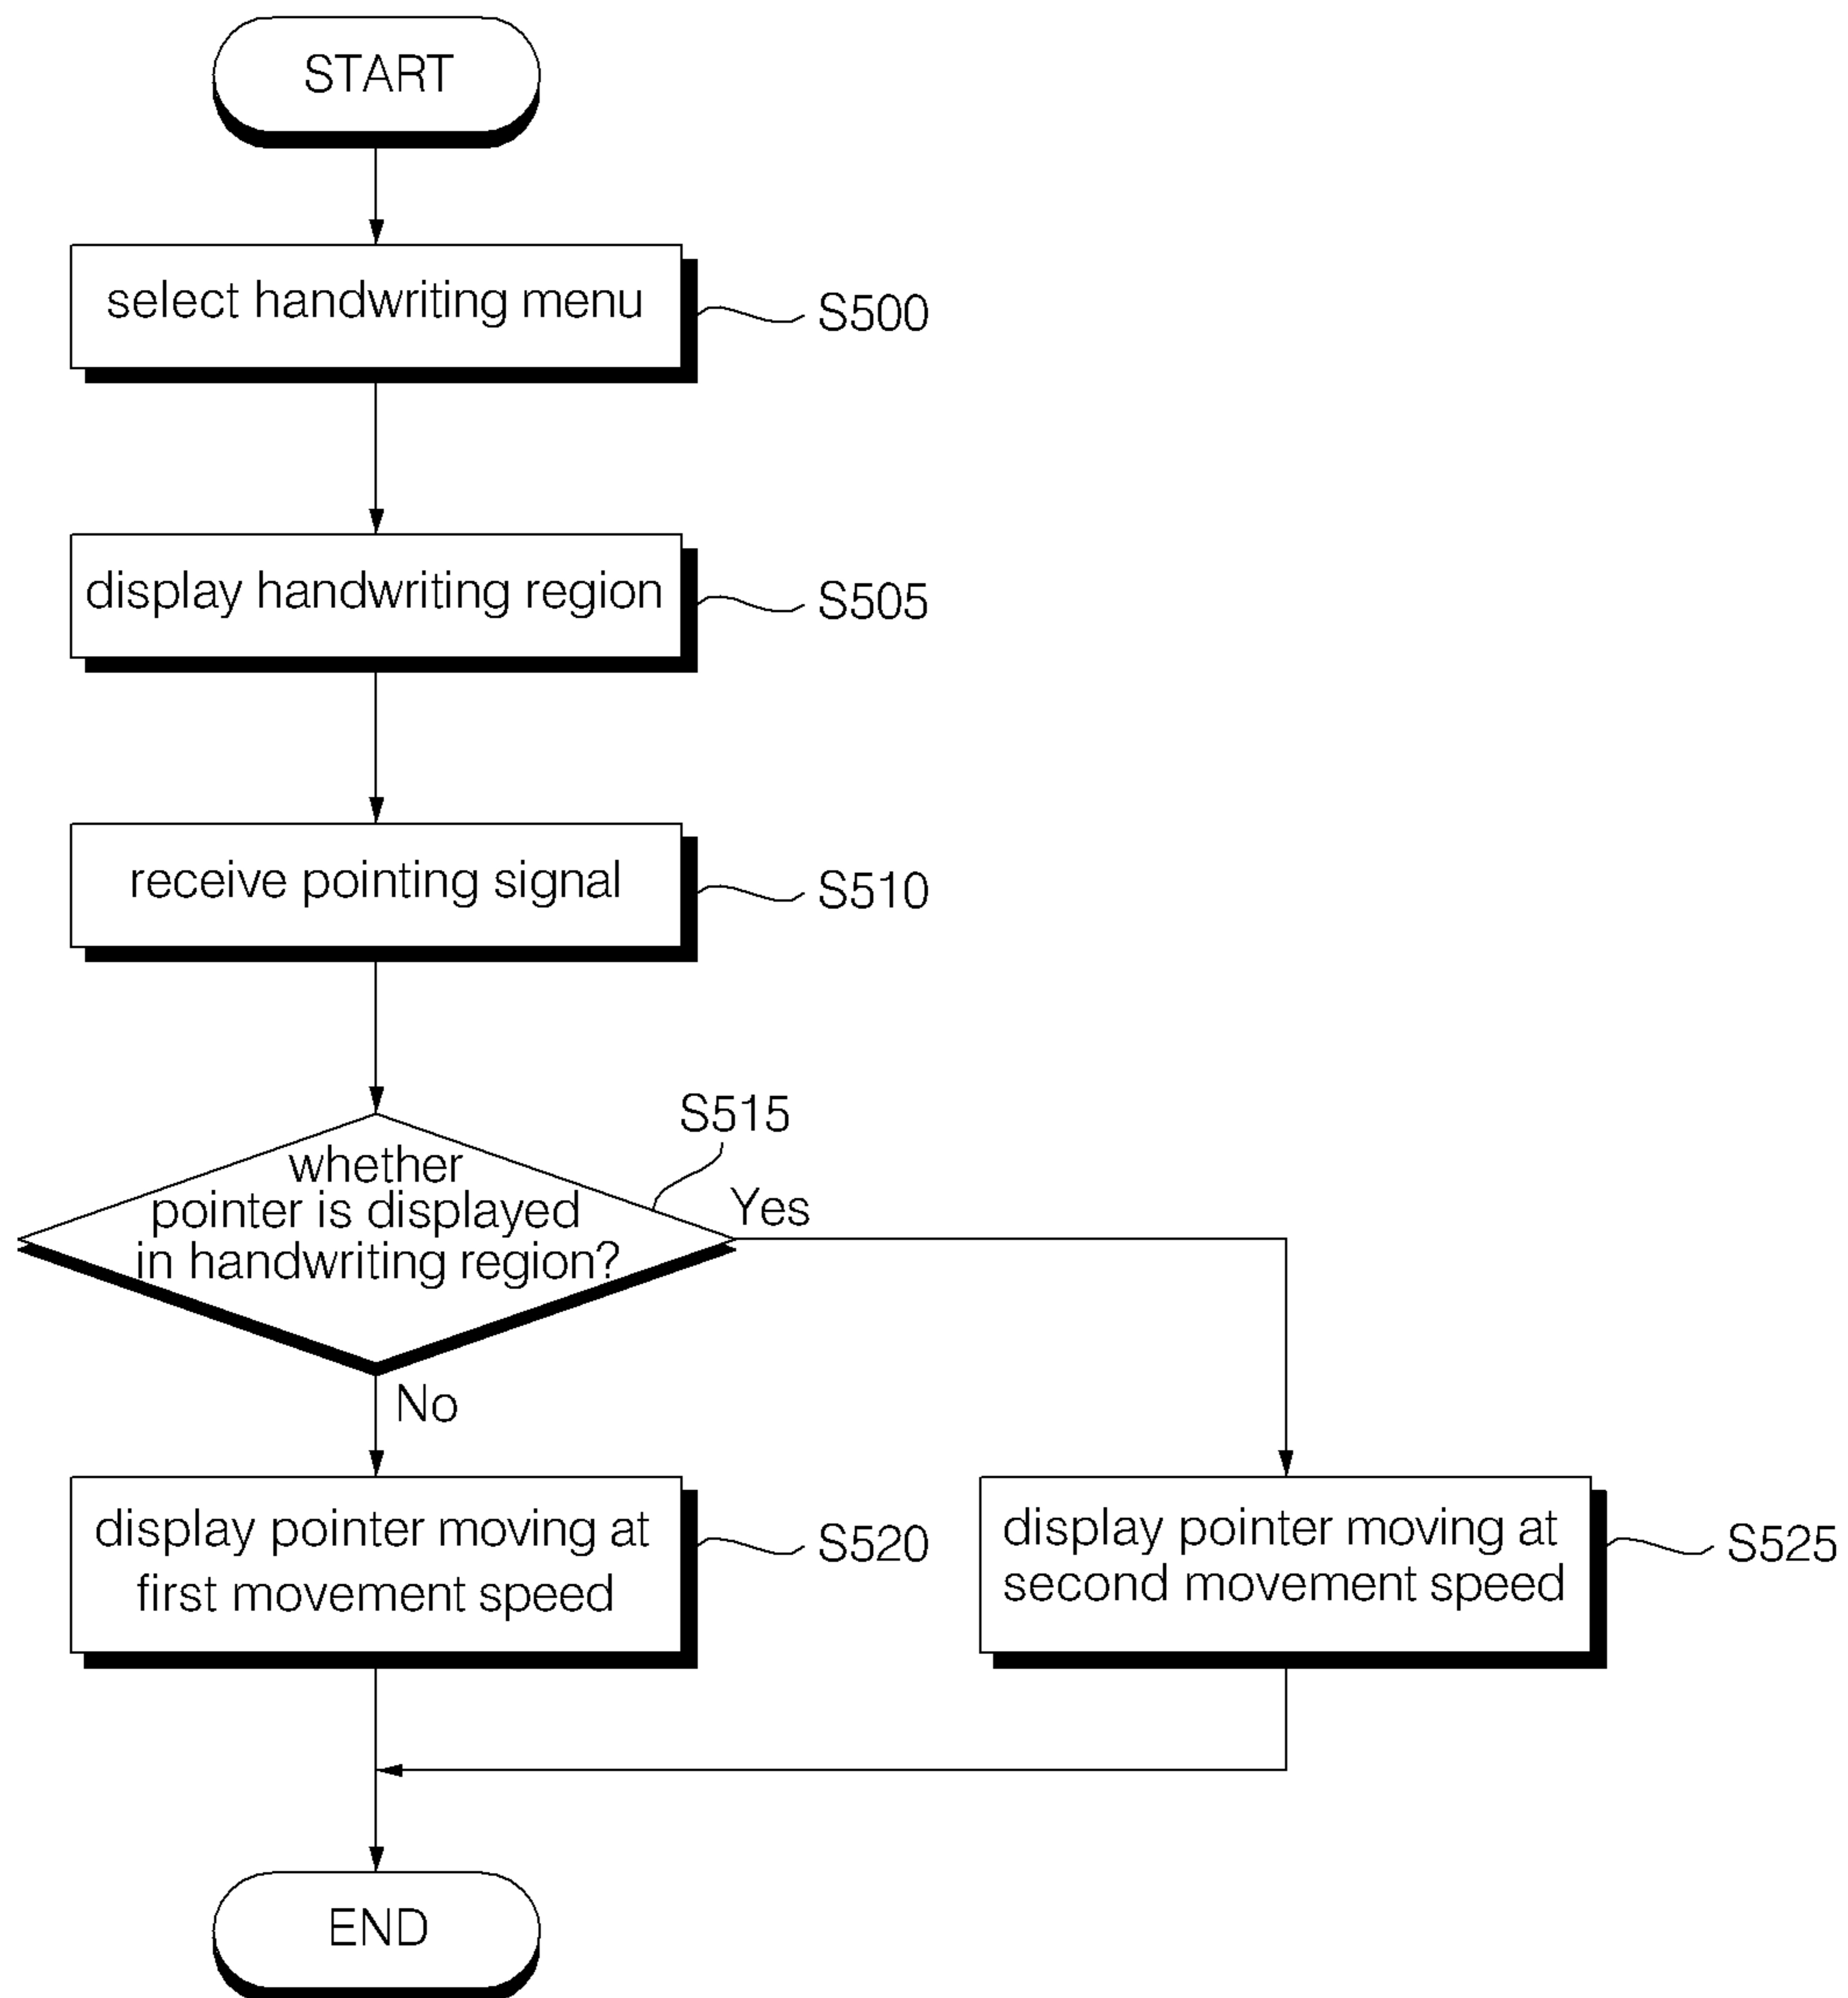 START
select handwriting menu
S500
display handwriting region
S505
receive pointing signal
S510
S515
whether
pointer is displayed
in handwriting region?
Yes
No
display pointer moving at
first movement speed
S520
display pointer moving at
second movement speed
S525
END